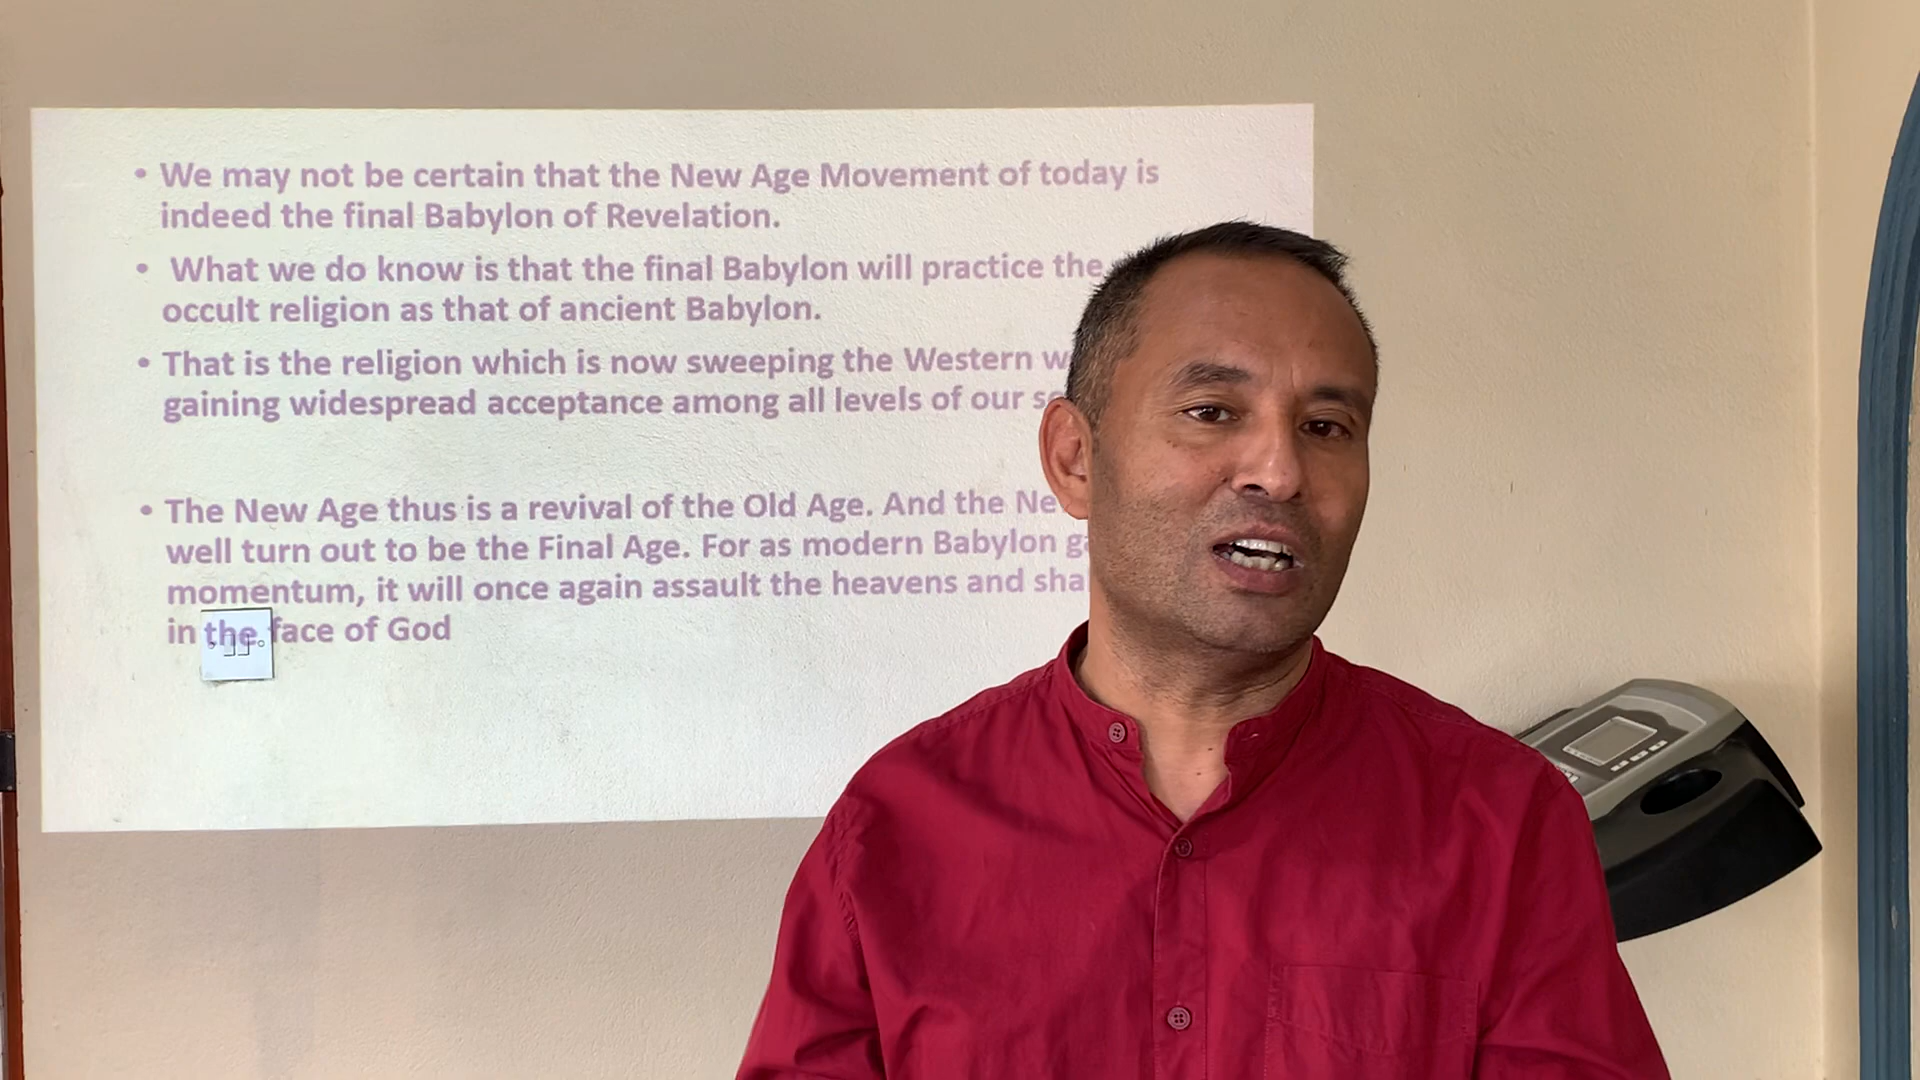 • We may not be certain that the New Age Movement of today is
indeed the final Babylon of Revelation.
• What we do know is that the final Babylon will practice the
occult religion as that of ancient Babylon.
• That is the religion which is now sweeping the Western
gaining widespread acceptance among all levels of our
• The New Age thus is a revival of the Old Age. And the
well turn out to be the Final Age. For as modern Babylon
momentum, it will once again assault the heavens and
in the face of God